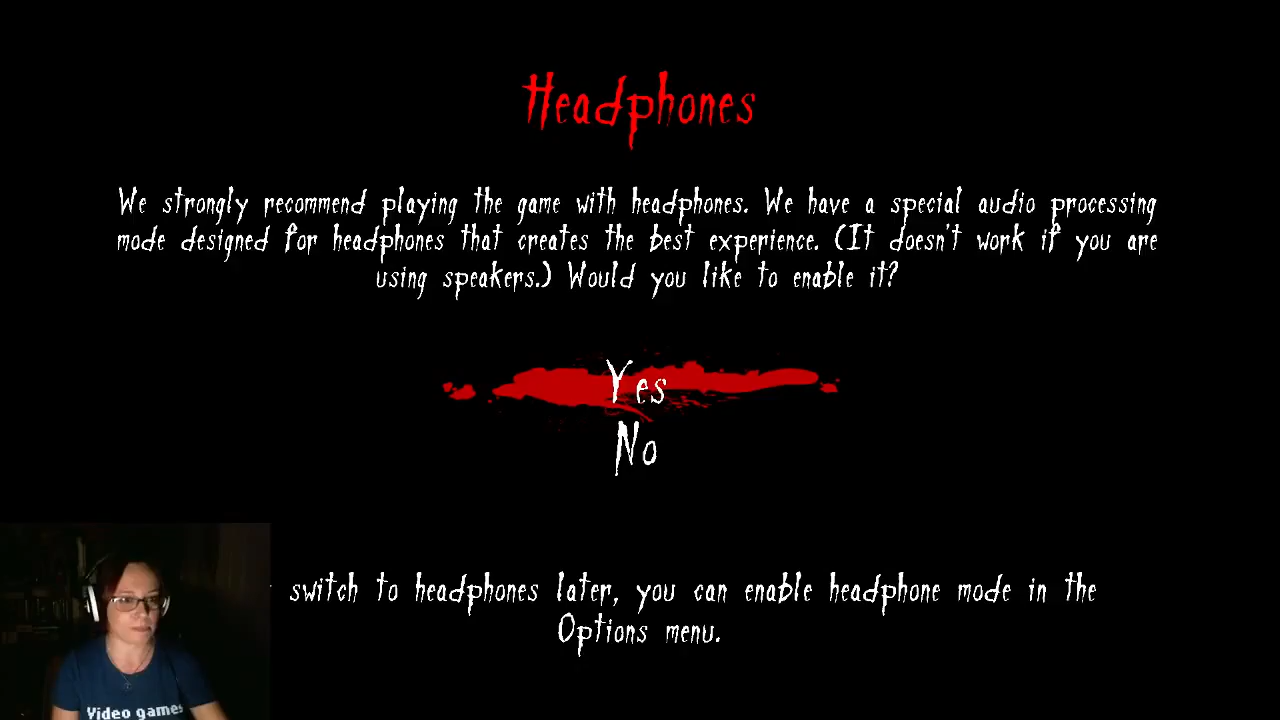 Headphones
We strongly recommend playing the game with headphones. We have a special audio processing
mode designed for headphones that creates the best experience. (It doesn't work if you are
using speakers.) Would you like to enable it?
Yes
No
switch to headphones later, you can enable headphone mode in the
Options menu.
Video games